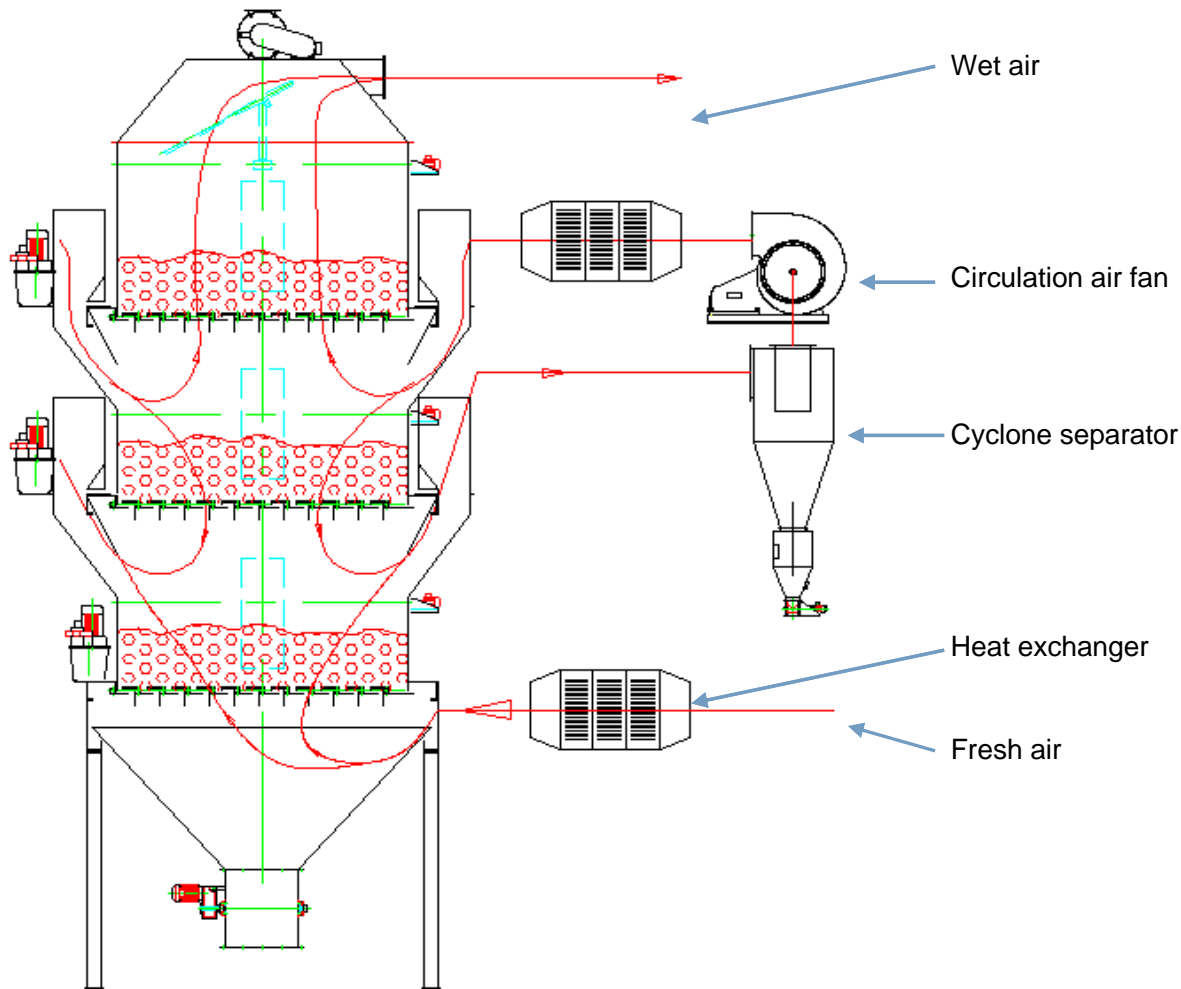 Wet air
Circulation air fan
Cyclone separator
Heat exchanger
Fresh air